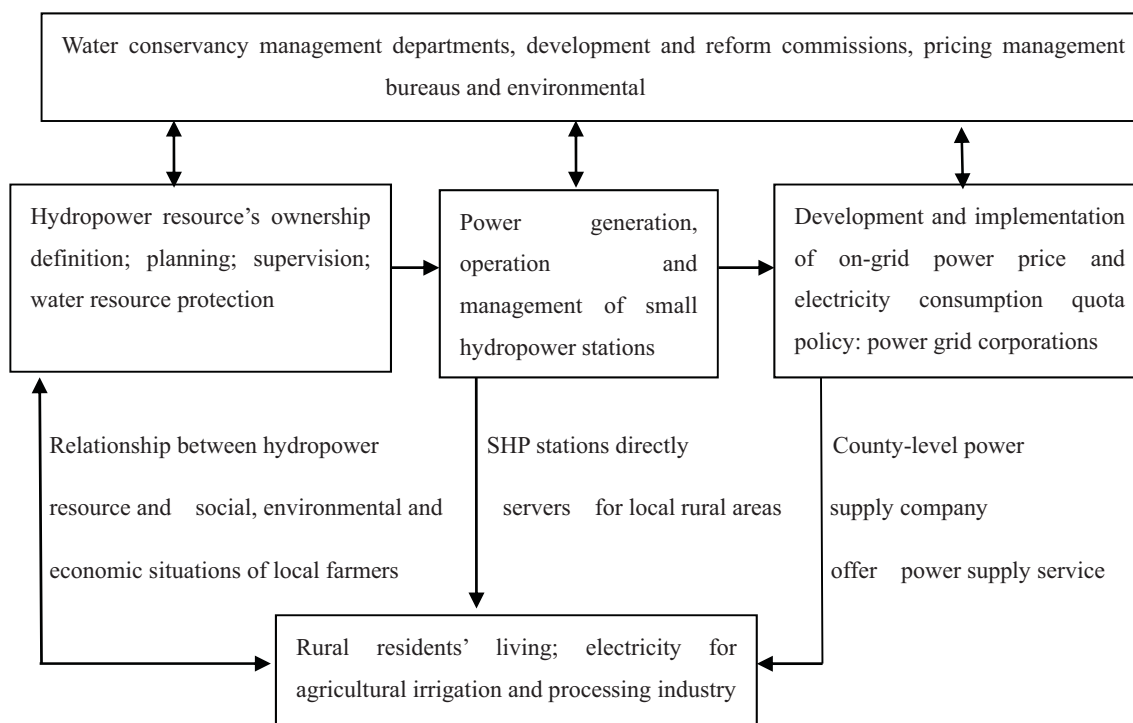 Water conservancy management departments, development and reform commissions, pricing management
bureaus and environmental
Hydropower resource’s ownership
definition; planning; supervision;
water resource protection
Power generation,
operation and
management of small
hydropower stations
Development and implementation
of on-grid power price and
electricity consumption quota
policy: power grid corporations
Relationship between hydropower
resource and social, environmental and
economic situations of local farmers
SHP stations directly
servers for local rural areas
County-level power
supply company
offer power supply service
Rural residents’ living; electricity for
agricultural irrigation and processing industry